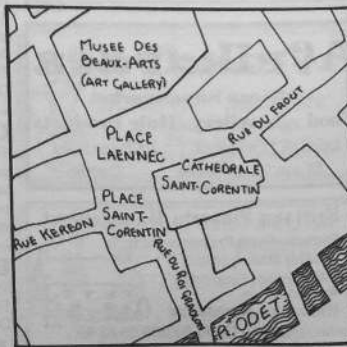 MUSEE DES
BEAUX-ARTS
(ART GALLERY)
RUE DU FROUT
PLACE
LAENNEC
CATHEDRALE
SAINT-CORENTIN
PLACE
SAINT-
CORENTIN
RUE KEREON
RUE DU ROI GRADLON
R. ODET